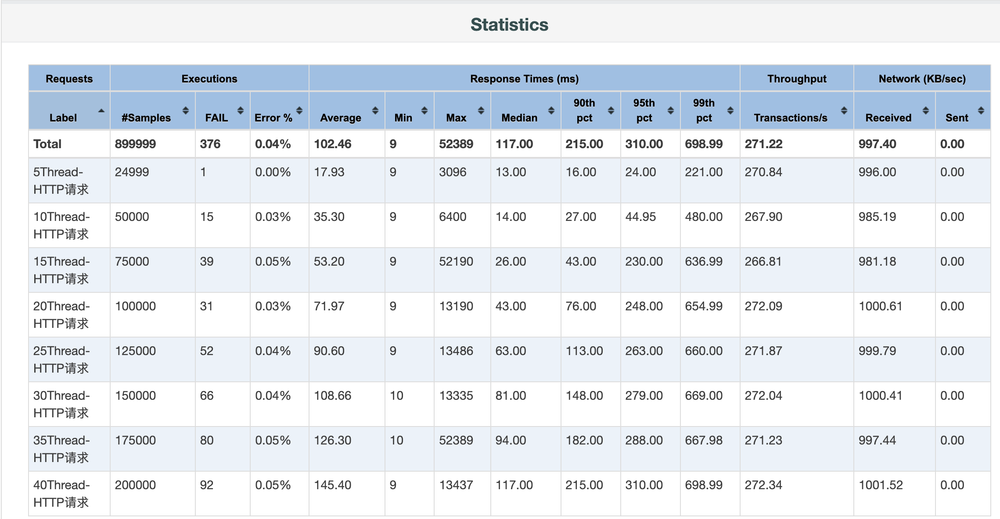 Statistics
Requests Executions Response Times (ms) Throughput Network (KB/sec)
Label #Samples FAIL Error % Average Min Max Median 90th pct 95th pct 99th pct Transactions/s Received Sent
Total 899999 376 0.04% 102.46 9 52389 117.00 215.00 310.00 698.99 271.22 997.40 0.00
5Thread-HTTP请求 24999 1 0.00% 17.93 9 3096 13.00 16.00 24.00 221.00 270.84 996.00 0.00
10Thread-HTTP请求 50000 15 0.03% 35.30 9 6400 14.00 27.00 44.95 480.00 267.90 985.19 0.00
15Thread-HTTP请求 75000 39 0.05% 53.20 9 52190 26.00 43.00 230.00 636.99 266.81 981.18 0.00
20Thread-HTTP请求 100000 31 0.03% 71.97 9 13190 43.00 76.00 248.00 654.99 272.09 1000.61 0.00
25Thread-HTTP请求 125000 52 0.04% 90.60 9 13486 63.00 113.00 263.00 660.00 271.87 999.79 0.00
30Thread-HTTP请求 150000 66 0.04% 108.66 10 13335 81.00 148.00 279.00 669.00 272.04 1000.41 0.00
35Thread-HTTP请求 175000 80 0.05% 126.30 10 52389 94.00 182.00 288.00 667.98 271.23 997.44 0.00
40Thread-HTTP请求 200000 92 0.05% 145.40 9 13437 117.00 215.00 310.00 698.99 272.34 1001.52 0.00